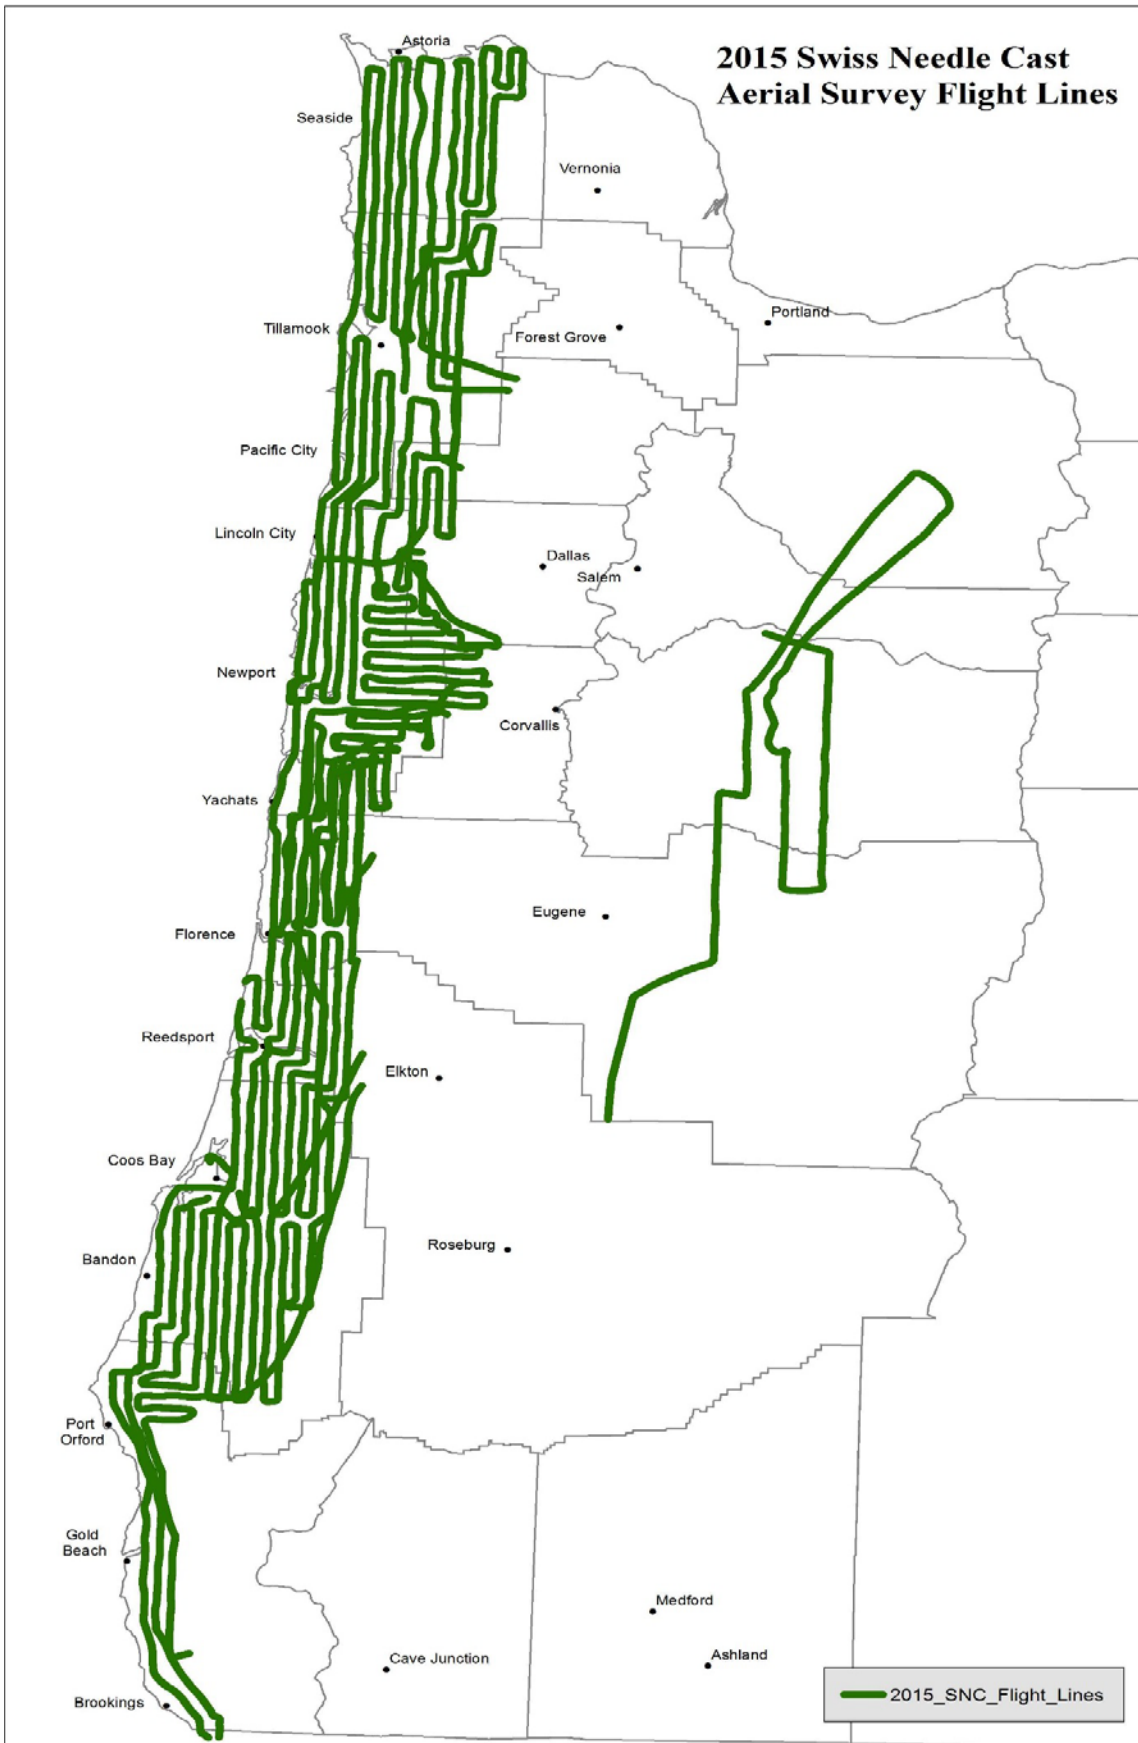 2015 Swiss Needle Cast
Aerial Survey Flight Lines
Astoria
Seaside
Vernonia
Tillamook
Portland
Forest Grove
Pacific City
Lincoln City
Dallas
Salem
Newport
Corvallis
Yachats
Eugene
Florence
Reedsport
Elkton
Coos Bay
Roseburg
Bandon
Port
Orford
Gold
Beach
Medford
Ashland
Cave Junction
Brookings
2015_SNC_Flight_Lines